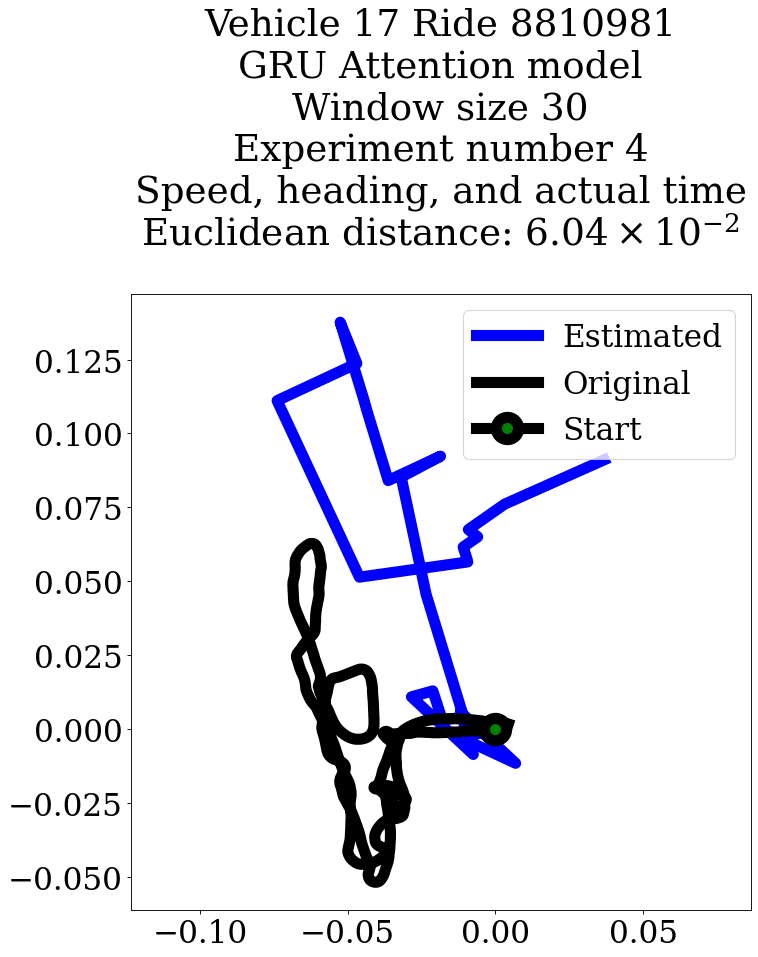 Vehicle 17 Ride 8810981
GRU Attention model
Window size 30
Experiment number 4
Speed, heading, and actual time
Euclidean distance: 6.04 × 10⁻²
Estimated
Original
Start
0.125
0.100
0.075
0.050
0.025
0.000
−0.025
−0.050
−0.10
−0.05
0.00
0.05